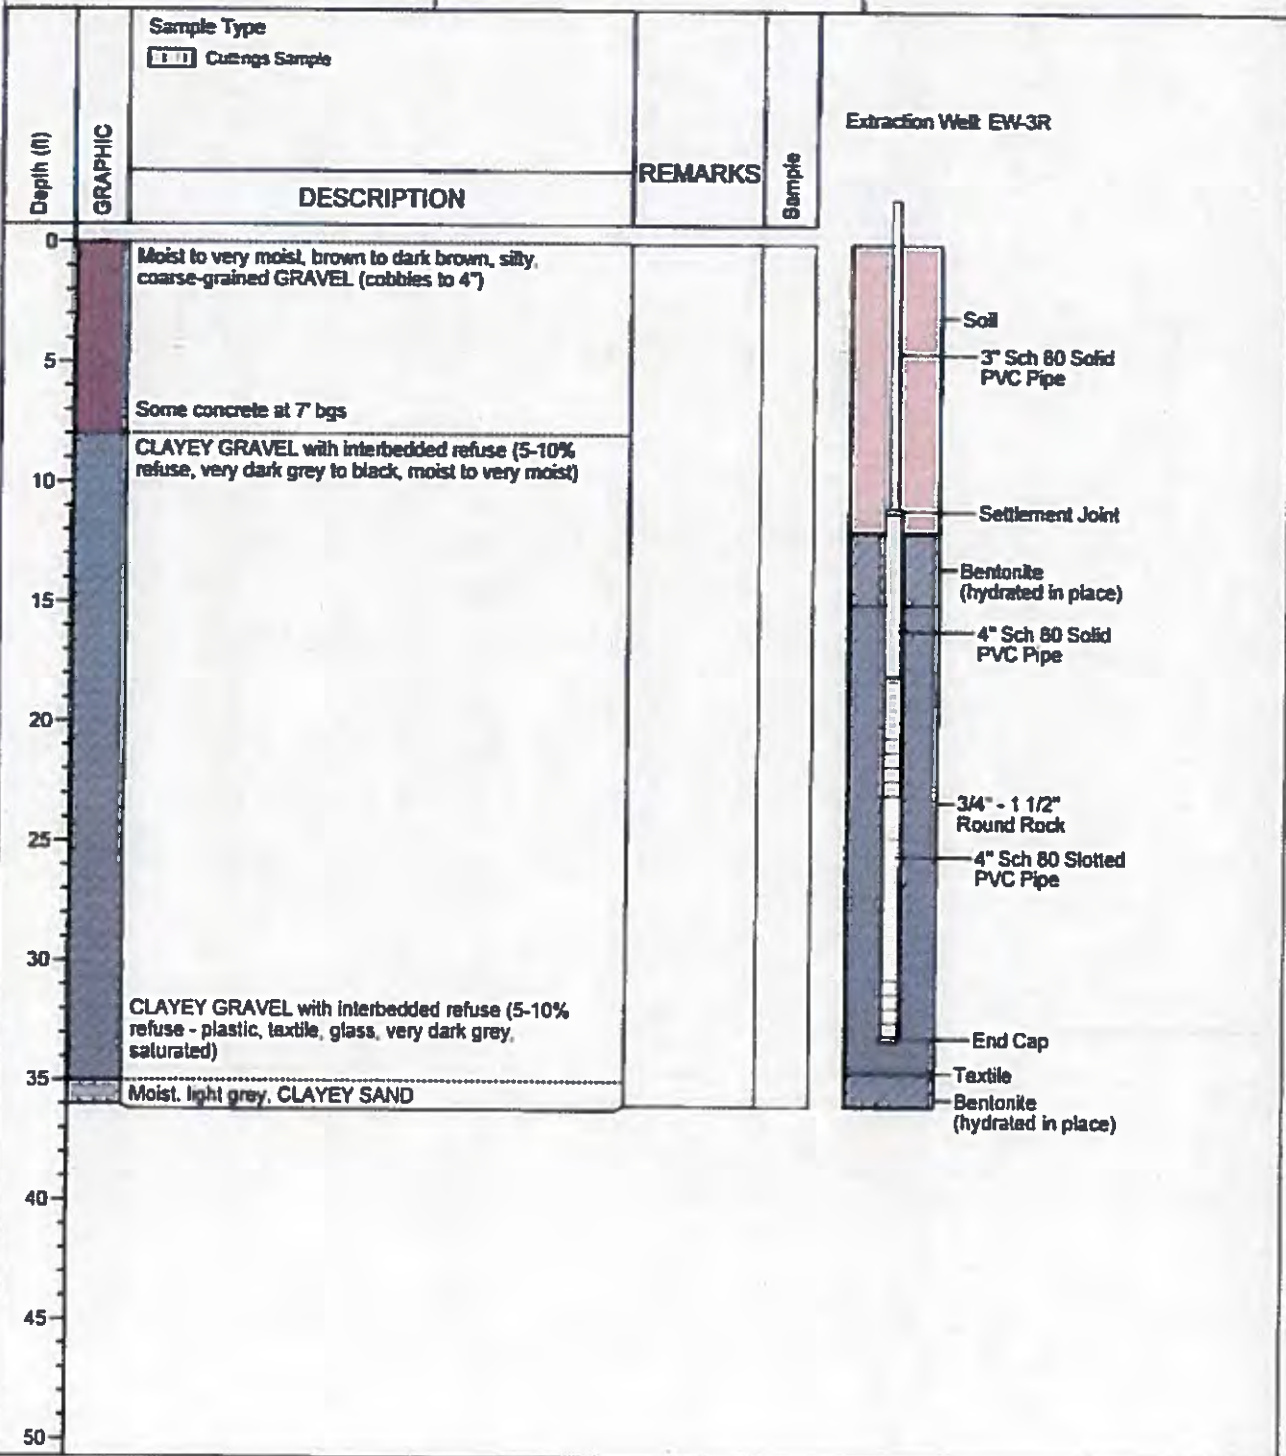 Sample Type
Cuttings Sample
Depth (ft)
GRAPHIC
DESCRIPTION
REMARKS
Sample
Extraction Well: EW-3R
0
Moist to very moist, brown to dark brown, silty,
coarse-grained GRAVEL (cobbles to 4")
5
Some concrete at 7' bgs
CLAYEY GRAVEL with interbedded refuse (5-10%
refuse, very dark grey to black, moist to very moist)
10
15
20
25
30
CLAYEY GRAVEL with interbedded refuse (5-10%
refuse - plastic, textile, glass, very dark grey,
saturated)
35
Moist, light grey, CLAYEY SAND
40
45
50
Soil
3" Sch 80 Solid
PVC Pipe
Settlement Joint
Bentonite
(hydrated in place)
4" Sch 80 Solid
PVC Pipe
3/4" - 1 1/2"
Round Rock
4" Sch 80 Slotted
PVC Pipe
End Cap
Textile
Bentonite
(hydrated in place)